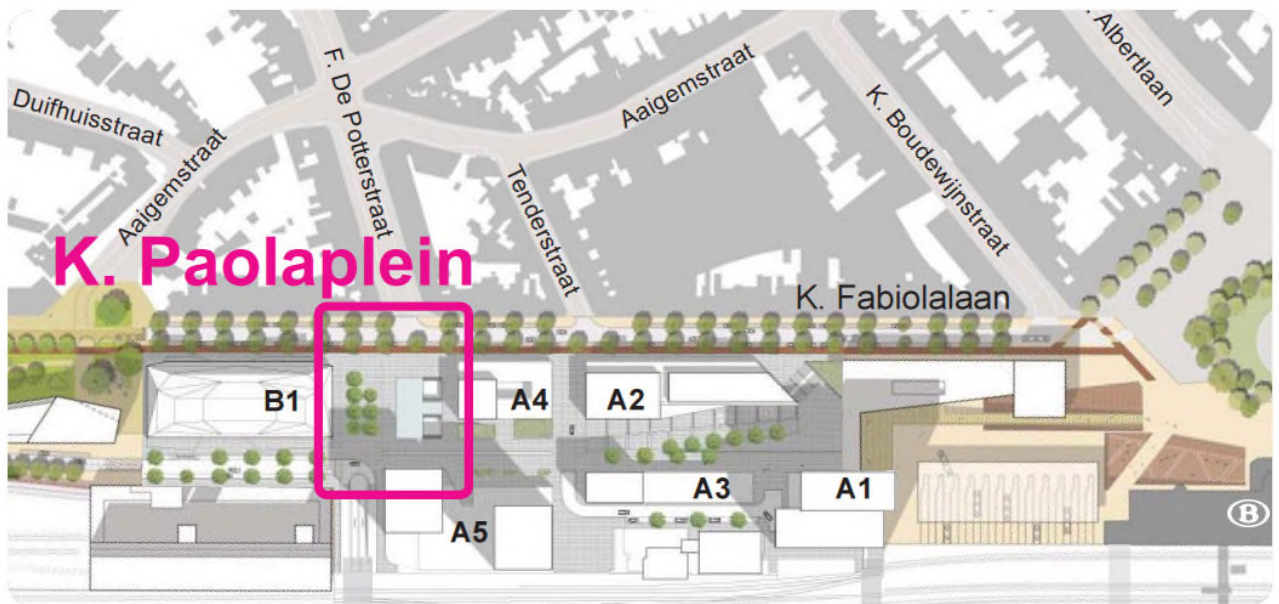 Duifhuisstraat
Aaigemstraat
F. De Potterstraat
Tenderstraat
Aaigemstraat
K. Boudewijnstraat
Albertlaan
K. Paolaplein
K. Fabiolalaan
B1
A4
A2
A3
A1
A5
B